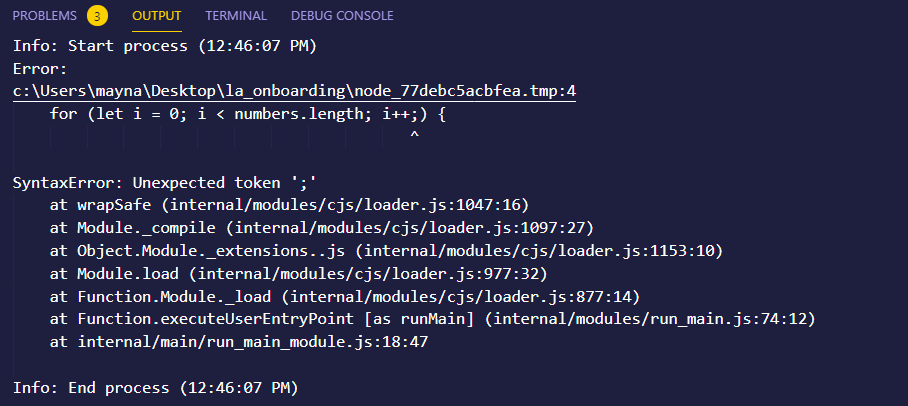 PROBLEMS 3 OUTPUT TERMINAL DEBUG CONSOLE
Info: Start process (12:46:07 PM)
Error:
c:\Users\mayna\Desktop\la_onboarding\node_77debc5acbfea.tmp:4
    for (let i = 0; i < numbers.length; i++;) {
                                           ^
SyntaxError: Unexpected token ';'
    at wrapSafe (internal/modules/cjs/loader.js:1047:16)
    at Module._compile (internal/modules/cjs/loader.js:1097:27)
    at Object.Module._extensions..js (internal/modules/cjs/loader.js:1153:10)
    at Module.load (internal/modules/cjs/loader.js:977:32)
    at Function.Module._load (internal/modules/cjs/loader.js:877:14)
    at Function.executeUserEntryPoint [as runMain] (internal/modules/run_main.js:74:12)
    at internal/main/run_main_module.js:18:47
Info: End process (12:46:07 PM)